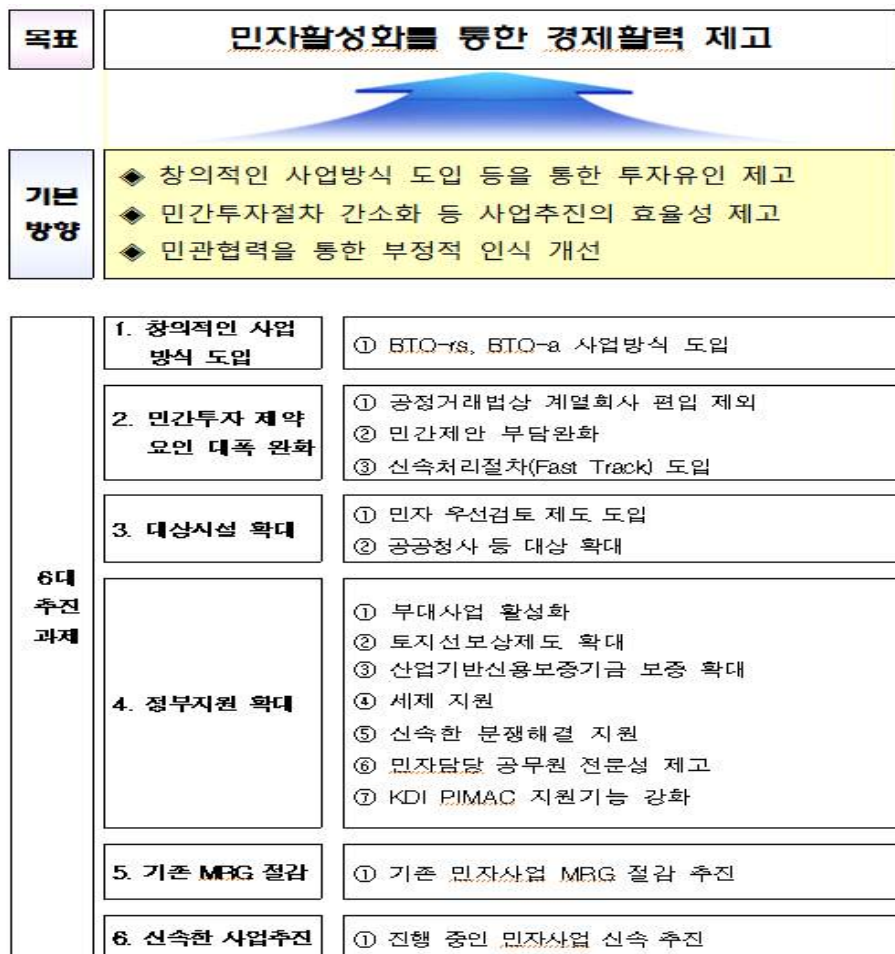 목표
민자활성화를 통한 경제활력 제고
기본
방향
◈ 창의적인 사업방식 도입 등을 통한 투자유인 제고
◈ 민간투자절차 간소화 등 사업추진의 효율성 제고
◈ 민관협력을 통한 부정적 인식 개선
6대
추진
과제
1. 창의적인 사업
방식 도입
① BTO-rs, BTO-a 사업방식 도입
2. 민간투자 제약
요인 대폭 완화
① 공정거래법상 계열회사 편입 제외
② 민간제안 부담완화
③ 신속처리절차(Fast Track) 도입
3. 대상시설 확대
① 민자 우선검토 제도 도입
② 공공청사 등 대상 확대
4. 정부지원 확대
① 부대사업 활성화
② 토지선보상제도 확대
③ 산업기반신용보증기금 보증 확대
④ 세제 지원
⑤ 신속한 분쟁해결 지원
⑥ 민자담당 공무원 전문성 제고
⑦ KDI PIMAC 지원기능 강화
5. 기존 MRG 절감
① 기존 민자사업 MRG 절감 추진
6. 신속한 사업추진
① 진행 중인 민자사업 신속 추진